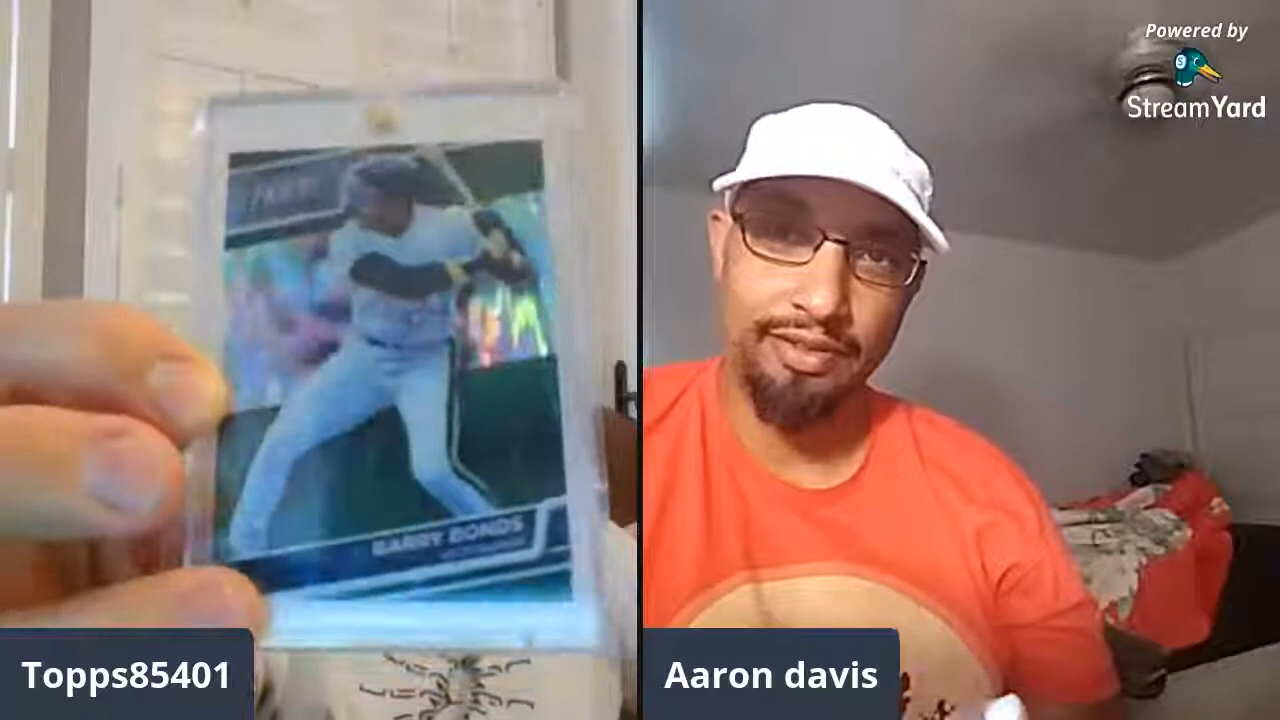 Powered by
StreamYard
BARRY BONDS
Topps85401
Aaron davis